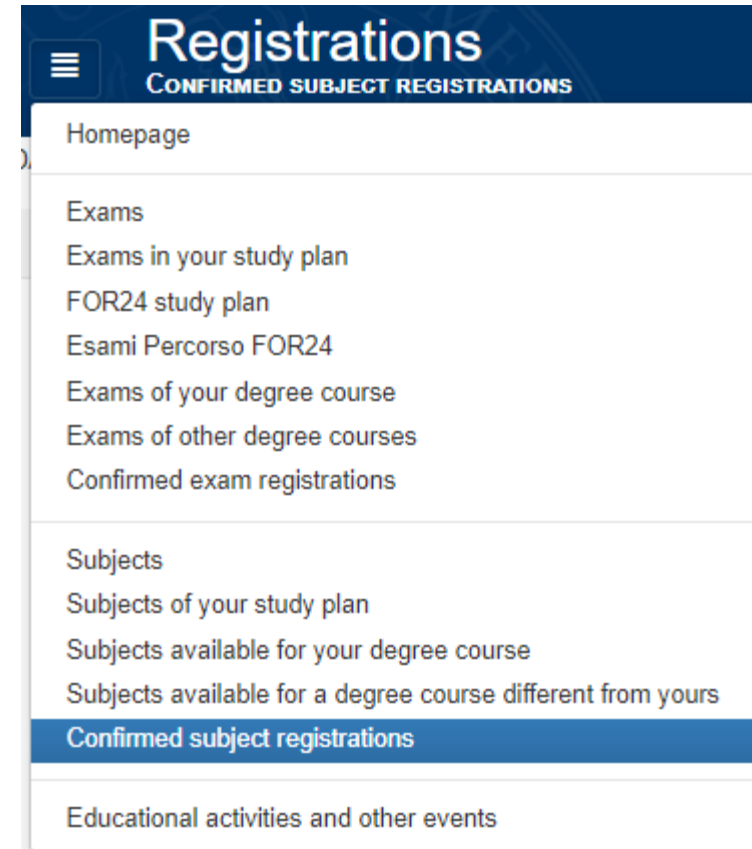 Registrations
CONFIRMED SUBJECT REGISTRATIONS
Homepage
Exams
Exams in your study plan
FOR24 study plan
Esami Percorso FOR24
Exams of your degree course
Exams of other degree courses
Confirmed exam registrations
Subjects
Subjects of your study plan
Subjects available for your degree course
Subjects available for a degree course different from yours
Confirmed subject registrations
Educational activities and other events